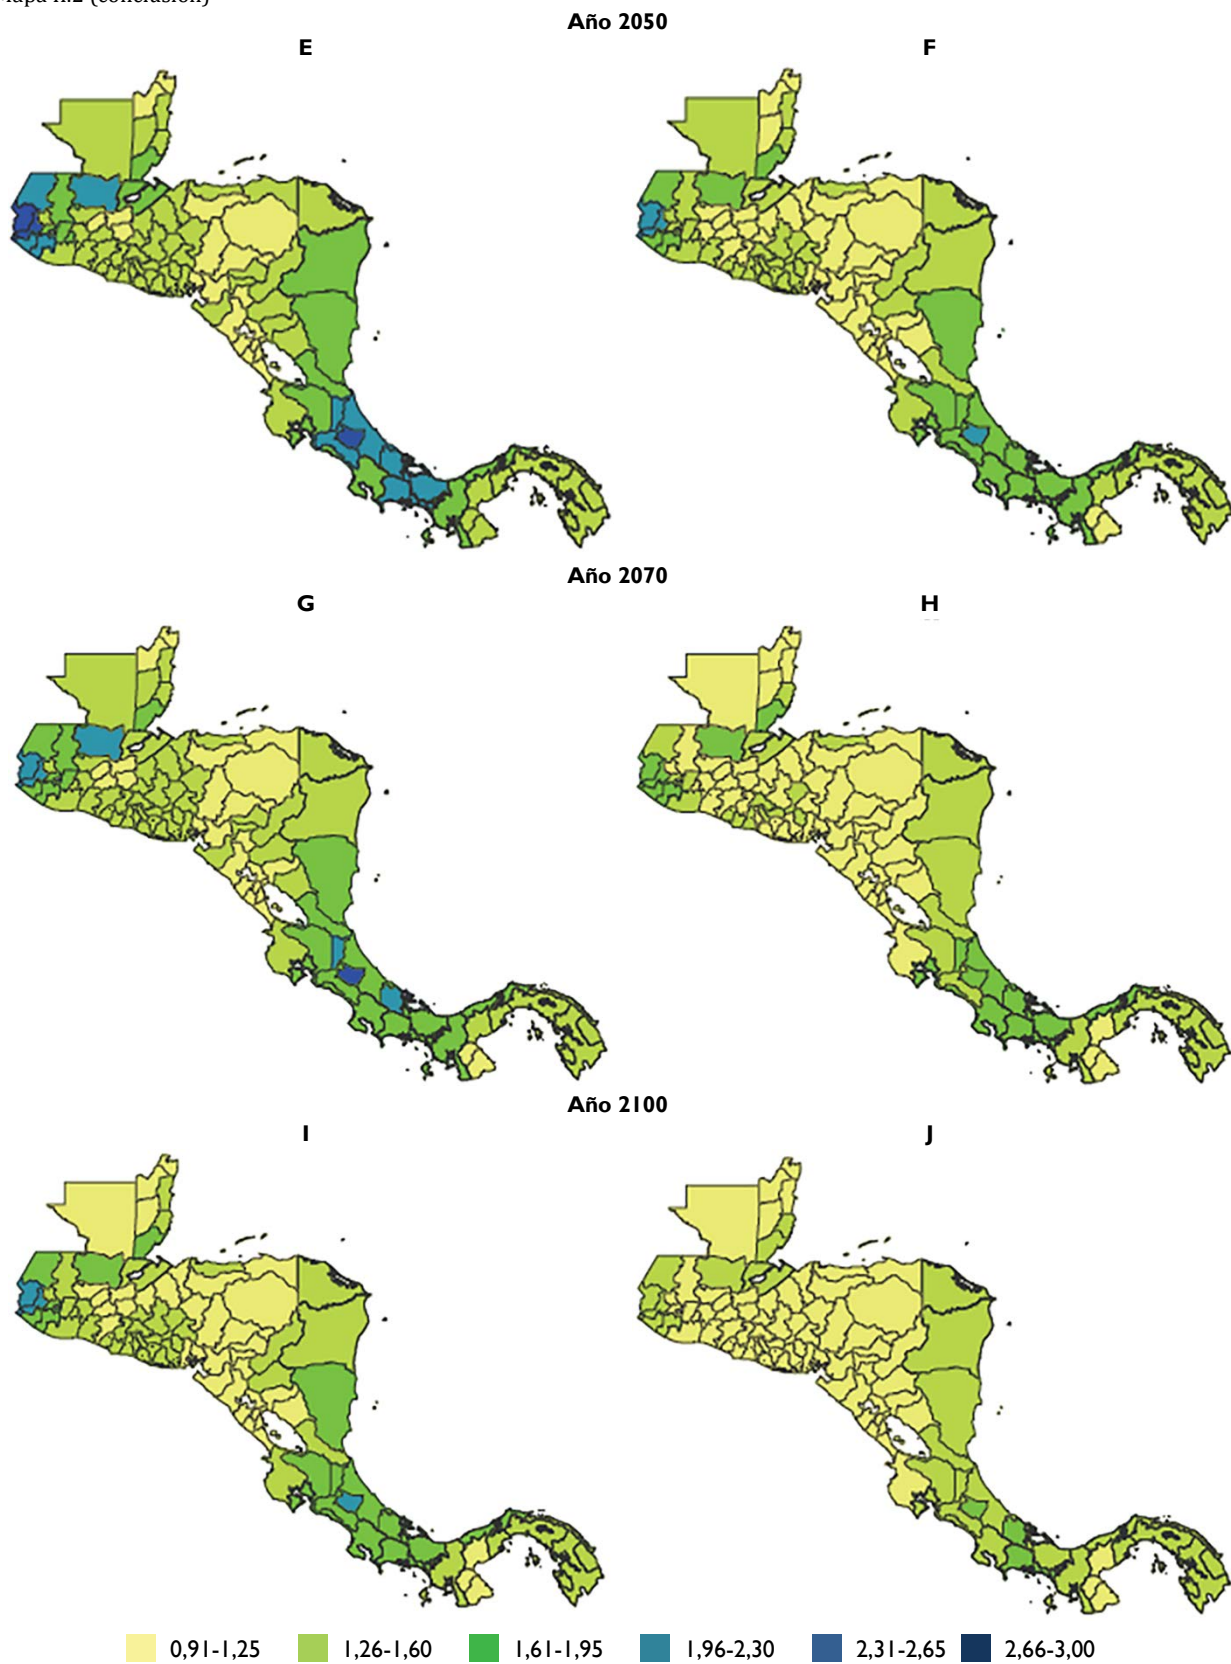 (conclusión)
Año 2050
E F
Año 2070
G H
Año 2100
I J
0,91-1,25 1,26-1,60 1,61-1,95 1,96-2,30 2,31-2,65 2,66-3,00